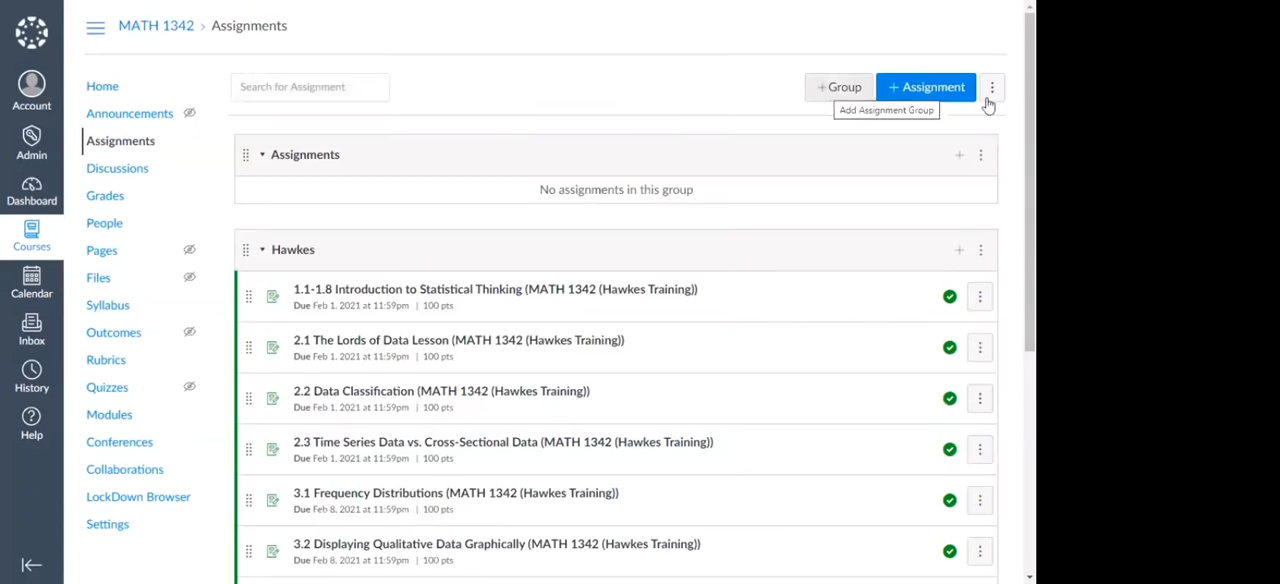 MATH 1342 > Assignments
Account
Admin
Dashboard
Courses
Calendar
Inbox
History
Help
Home
Announcements
Assignments
Discussions
Grades
People
Pages
Files
Syllabus
Outcomes
Rubrics
Quizzes
Modules
Conferences
Collaborations
LockDown Browser
Settings
Search for Assignment
+ Group
+ Assignment
Add Assignment Group
Assignments
No assignments in this group
Hawkes
1.1-1.8 Introduction to Statistical Thinking (MATH 1342 (Hawkes Training))
Due Feb 1, 2021 at 11:59pm | 100 pts
2.1 The Lords of Data Lesson (MATH 1342 (Hawkes Training))
Due Feb 1, 2021 at 11:59pm | 100 pts
2.2 Data Classification (MATH 1342 (Hawkes Training))
Due Feb 1, 2021 at 11:59pm | 100 pts
2.3 Time Series Data vs. Cross-Sectional Data (MATH 1342 (Hawkes Training))
Due Feb 1, 2021 at 11:59pm | 100 pts
3.1 Frequency Distributions (MATH 1342 (Hawkes Training))
Due Feb 8, 2021 at 11:59pm | 100 pts
3.2 Displaying Qualitative Data Graphically (MATH 1342 (Hawkes Training))
Due Feb 8, 2021 at 11:59pm | 100 pts